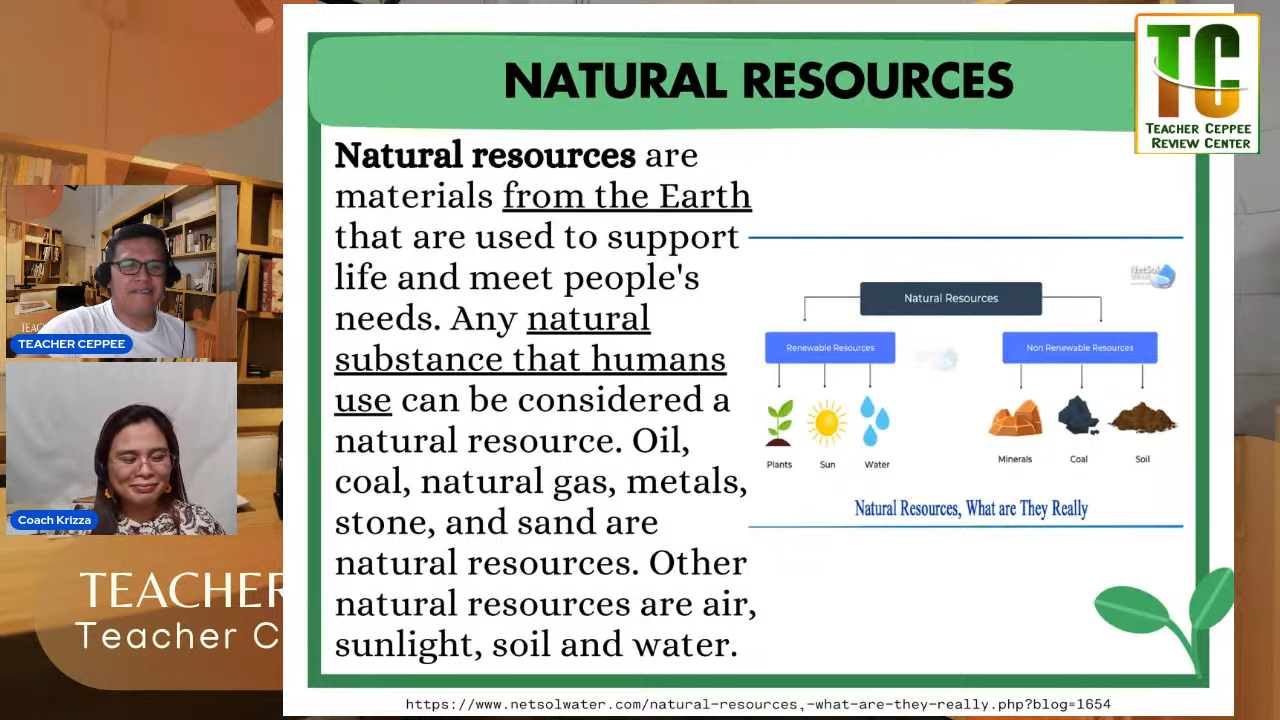 NATURAL RESOURCES
TC
TEACHER CEPPEE
REVIEW CENTER
Natural resources are
materials from the Earth
that are used to support
life and meet people's
needs. Any natural
substance that humans
use can be considered a
natural resource. Oil,
coal, natural gas, metals,
stone, and sand are
natural resources. Other
natural resources are air,
sunlight, soil and water.
NetSol
Natural Resources
Renewable Resources
Non Renewable Resources
Plants
Sun
Water
Minerals
Coal
Soil
Natural Resources, What are They Really
https://www.netsolwater.com/natural-resources,-what-are-they-really.php?blog=1654
TEACHER CEPPEE
Coach Krizza
TEACHER
Teacher C